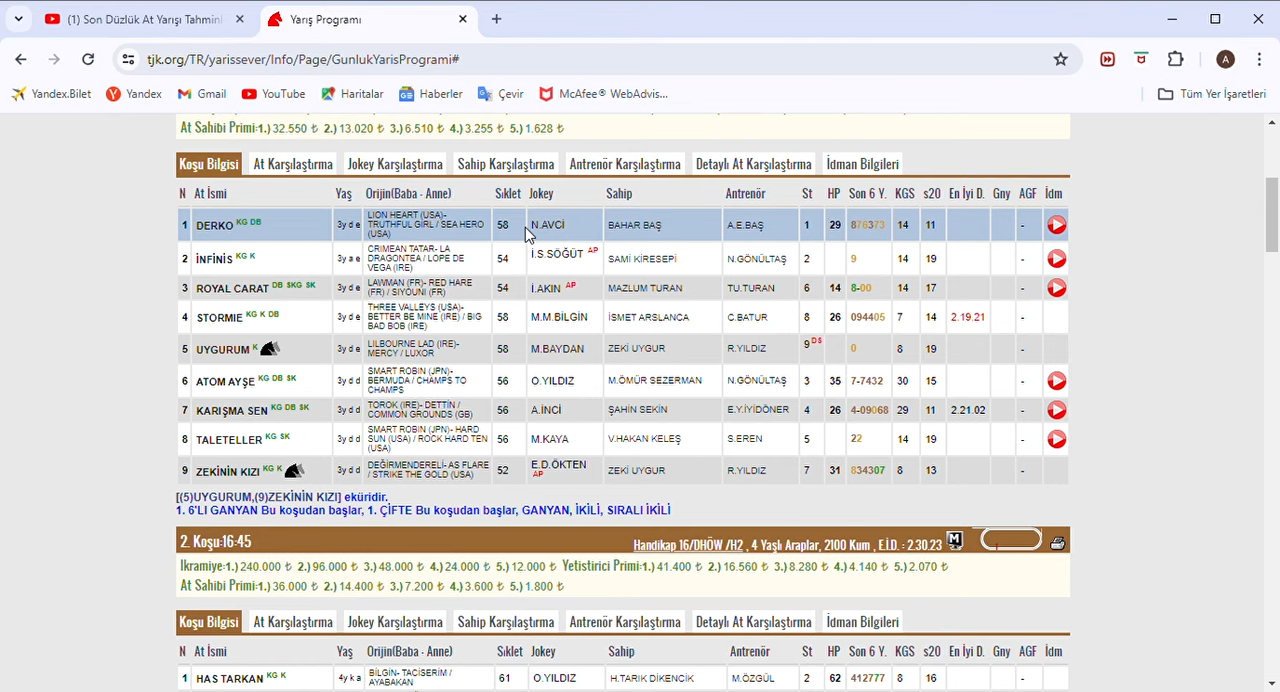 (1) Son Düzlük At Yarışı Tahminl
Yarış Programı
tjk.org/TR/yarissever/Info/Page/GunlukYarisProgrami#
A
Yandex.Bilet Yandex Gmail YouTube Haritalar Haberler Çevir McAfee® WebAdvis... Tüm Yer İşaretleri
At Sahibi Primi:1.) 32.550 ₺ 2.) 13.020 ₺ 3.) 6.510 ₺ 4.) 3.255 ₺ 5.) 1.628 ₺
Koşu Bilgisi At Karşılaştırma Jokey Karşılaştırma Sahip Karşılaştırma Antrenör Karşılaştırma Detaylı At Karşılaştırma İdman Bilgileri
N At İsmi Yaş Orijin(Baba - Anne) Sıklet Jokey Sahip Antrenör St HP Son 6 Y. KGS s20 En İyi D. Gny AGF İdm
1 DERKO KG DB 3y d e LION HEART (USA)- TRUTHFUL GIRL / SEA HERO (USA) 58 N.AVCİ BAHAR BAŞ A.E.BAŞ 1 29 876373 14 11 -
2 İNFİNİS KG K 3y a e CRIMEAN TATAR- LA DRAGONTEA / LOPE DE VEGA (IRE) 54 İ.S.SÖĞÜT AP SAMİ KİRESEPİ N.GÖNÜLTAŞ 2 9 14 19 -
3 ROYAL CARAT DB SKG SK 3y d e LAWMAN (FR)- RED HARE (FR) / SIYOUNI (FR) 54 İ.AKIN AP MAZLUM TURAN TU.TURAN 6 14 8-00 14 17 -
4 STORMIE KG K DB 3y d e THREE VALLEYS (USA)- BETTER BE MINE (IRE) / BIG BAD BOB (IRE) 58 M.M.BİLGİN İSMET ARSLANCA C.BATUR 8 26 094405 7 14 2.19.21 -
5 UYGURUM K 3y d e LILBOURNE LAD (IRE)- MERCY / LUXOR 58 M.BAYDAN ZEKİ UYGUR R.YILDIZ 9 DS 0 8 19 -
6 ATOM AYŞE KG DB SK 3y d d SMART ROBIN (JPN)- BERMUDA / CHAMPS TO CHAMPS 56 O.YILDIZ M.ÖMÜR SEZERMAN N.GÖNÜLTAŞ 3 35 7-7432 30 15 -
7 KARIŞMA SEN KG DB SK 3y d d TOROK (IRE)- DETTİN / COMMON GROUNDS (GB) 56 A.İNCİ ŞAHİN SEKİN E.Y.İYİDÖNER 4 26 4-09068 29 11 2.21.02 -
8 TALETELLER KG SK 3y d d SMART ROBIN (JPN)- HARD SUN (USA) / ROCK HARD TEN (USA) 56 M.KAYA V.HAKAN KELEŞ S.EREN 5 22 14 19 -
9 ZEKİNİN KIZI KG K 3y d d DEĞİRMENDERELİ- AS FLARE / STRIKE THE GOLD (USA) 52 E.D.ÖKTEN AP ZEKİ UYGUR R.YILDIZ 7 31 834307 8 13 -
[(5)UYGURUM,(9)ZEKİNİN KIZI] eküridir.
1. 6'LI GANYAN Bu koşudan başlar, 1. ÇİFTE Bu koşudan başlar, GANYAN, İKİLİ, SIRALI İKİLİ
2. Koşu:16:45 Handikap 16/DHÖW /H2 , 4 Yaşlı Araplar, 2100 Kum , E.İ.D. : 2.30.23 M
Ikramiye:1.) 240.000 ₺ 2.) 96.000 ₺ 3.) 48.000 ₺ 4.) 24.000 ₺ 5.) 12.000 ₺ Yetistirici Primi:1.) 41.400 ₺ 2.) 16.560 ₺ 3.) 8.280 ₺ 4.) 4.140 ₺ 5.) 2.070 ₺
At Sahibi Primi:1.) 36.000 ₺ 2.) 14.400 ₺ 3.) 7.200 ₺ 4.) 3.600 ₺ 5.) 1.800 ₺
Koşu Bilgisi At Karşılaştırma Jokey Karşılaştırma Sahip Karşılaştırma Antrenör Karşılaştırma Detaylı At Karşılaştırma İdman Bilgileri
N At İsmi Yaş Orijin(Baba - Anne) Sıklet Jokey Sahip Antrenör St HP Son 6 Y. KGS s20 En İyi D. Gny AGF İdm
1 HAS TARKAN KG K 4y k a BİLGİN- TACİSERİM / AYABAKAN 61 O.YILDIZ H.TARIK DİKENCİK M.ÖZGÜL 2 62 412777 8 16 -